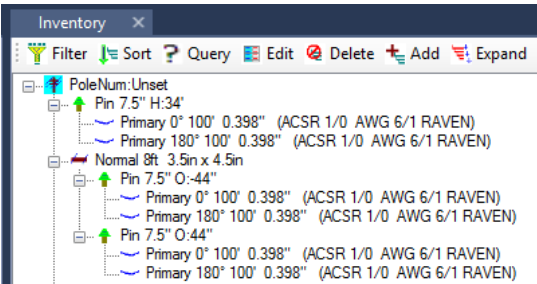 Inventory
Filter Sort Query Edit Delete Add Expand
PoleNum:Unset
Pin 7.5" H:34'
Primary 0° 100' 0.398" (ACSR 1/0 AWG 6/1 RAVEN)
Primary 180° 100' 0.398" (ACSR 1/0 AWG 6/1 RAVEN)
Normal 8ft 3.5in x 4.5in
Pin 7.5" O:-44"
Primary 0° 100' 0.398" (ACSR 1/0 AWG 6/1 RAVEN)
Primary 180° 100' 0.398" (ACSR 1/0 AWG 6/1 RAVEN)
Pin 7.5" O:44"
Primary 0° 100' 0.398" (ACSR 1/0 AWG 6/1 RAVEN)
Primary 180° 100' 0.398" (ACSR 1/0 AWG 6/1 RAVEN)